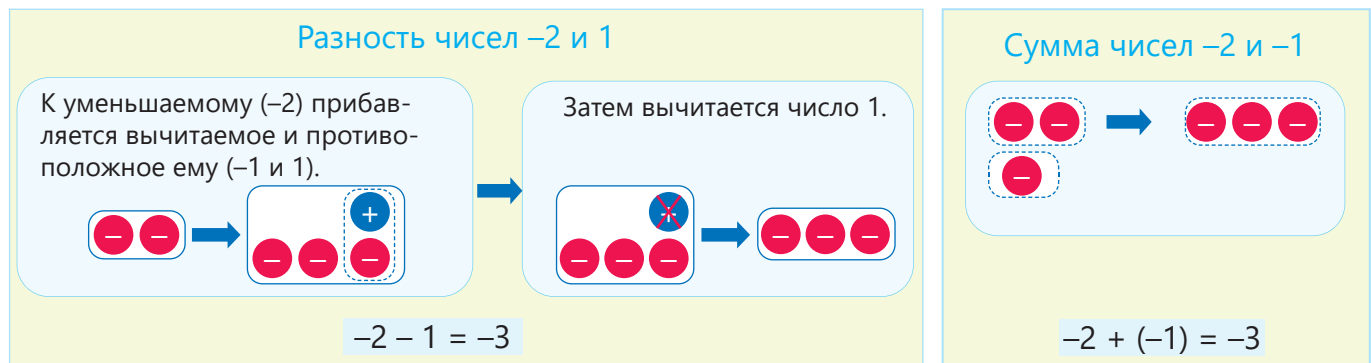 Разность чисел –2 и 1
К уменьшаемому (–2) прибав-
ляется вычитаемое и противо-
положное ему (–1 и 1).
– –
+
– – –
Затем вычитается число 1.
+
– – –
– – –
–2 – 1 = –3
Сумма чисел –2 и –1
– –
– – –
–
–2 + (–1) = –3